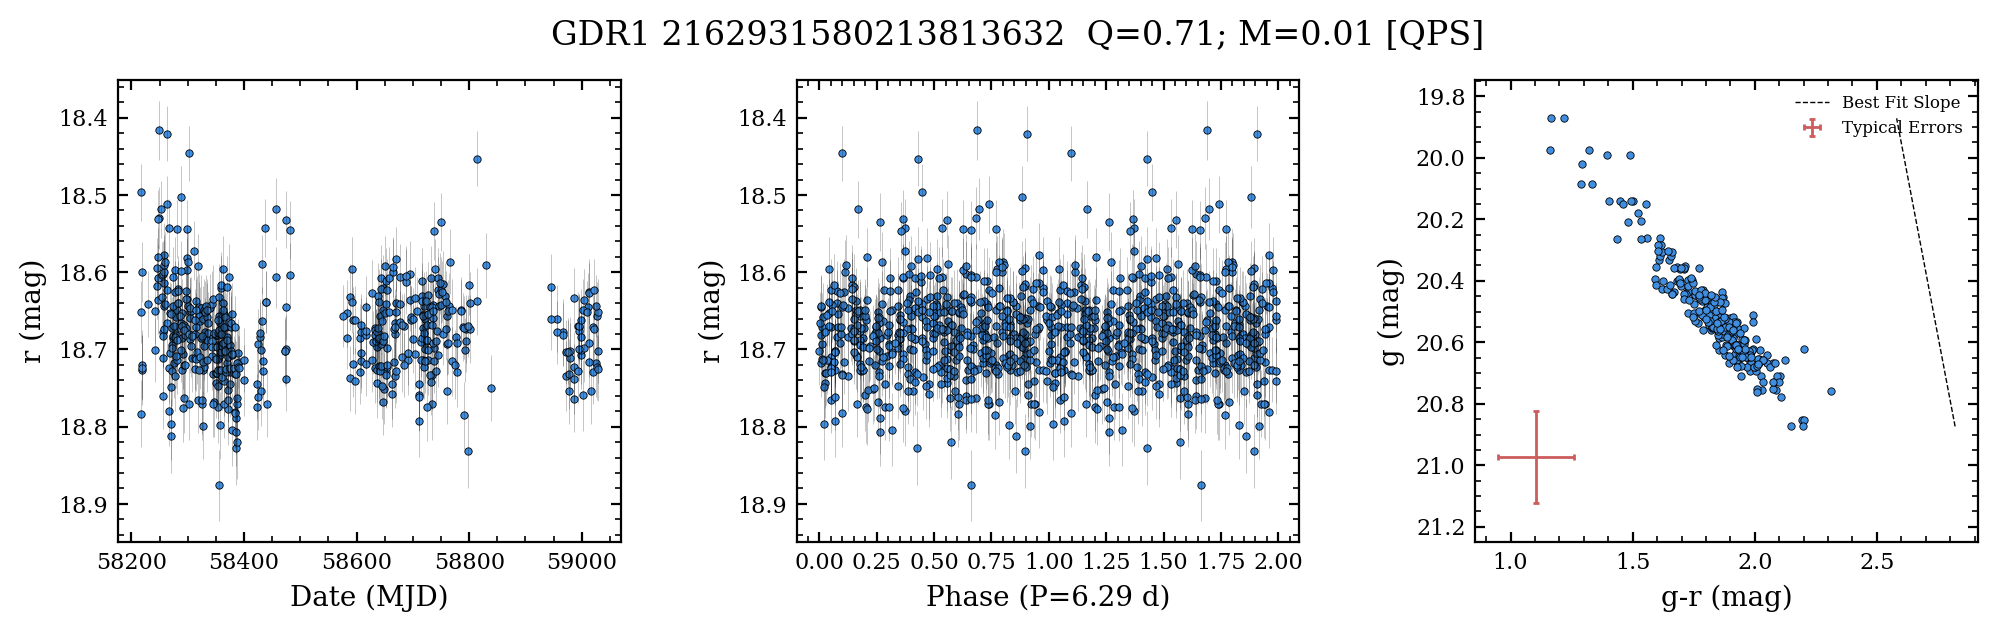 GDR1 2162931580213813632 Q=0.71; M=0.01 [QPS]
r (mag)
18.4
18.5
18.6
18.7
18.8
18.9
58200 58400 58600 58800 59000
Date (MJD)
r (mag)
18.4
18.5
18.6
18.7
18.8
18.9
0.00 0.25 0.50 0.75 1.00 1.25 1.50 1.75 2.00
Phase (P=6.29 d)
g (mag)
19.8
20.0
20.2
20.4
20.6
20.8
21.0
21.2
Best Fit Slope
Typical Errors
1.0 1.5 2.0 2.5
g-r (mag)